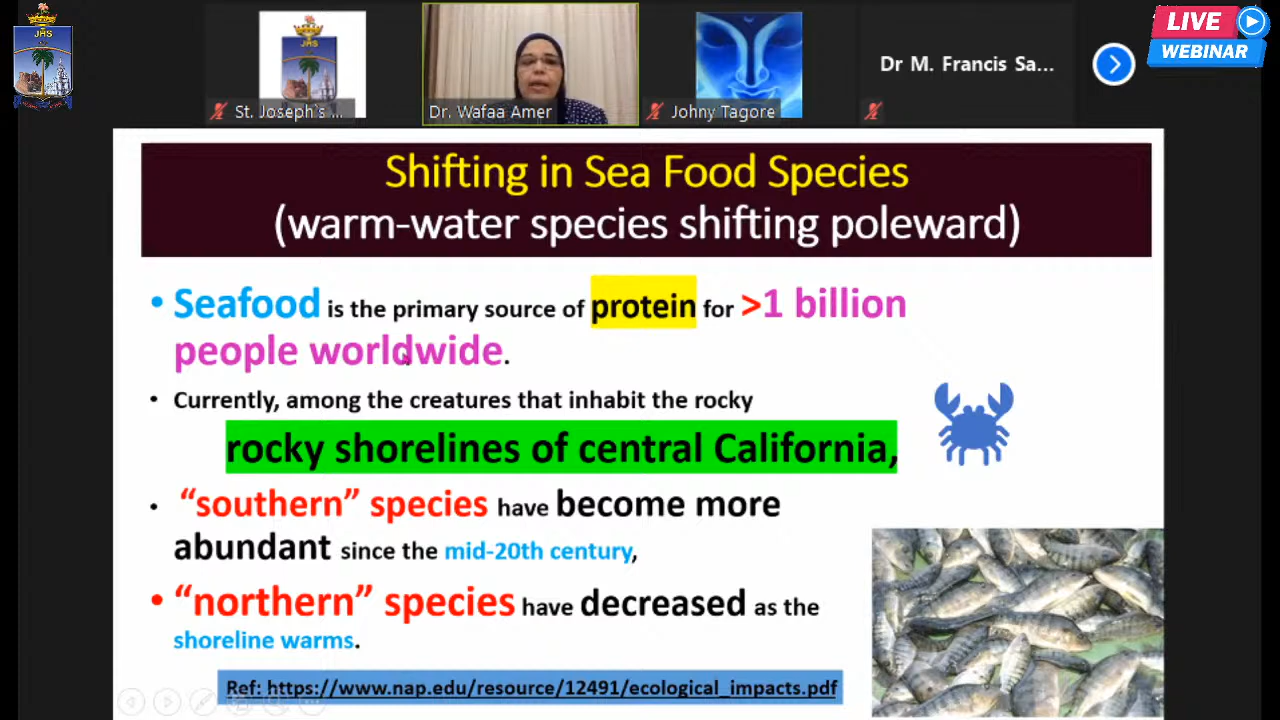 JHS
LIVE
WEBINAR
St. Joseph's ...
Dr. Wafaa Amer
Johny Tagore
Dr M. Francis Sa...
Shifting in Sea Food Species
(warm-water species shifting poleward)
• Seafood is the primary source of protein for >1 billion
people worldwide.
• Currently, among the creatures that inhabit the rocky
rocky shorelines of central California,
• “southern” species have become more
abundant since the mid-20th century,
• “northern” species have decreased as the
shoreline warms.
Ref: https://www.nap.edu/resource/12491/ecological_impacts.pdf